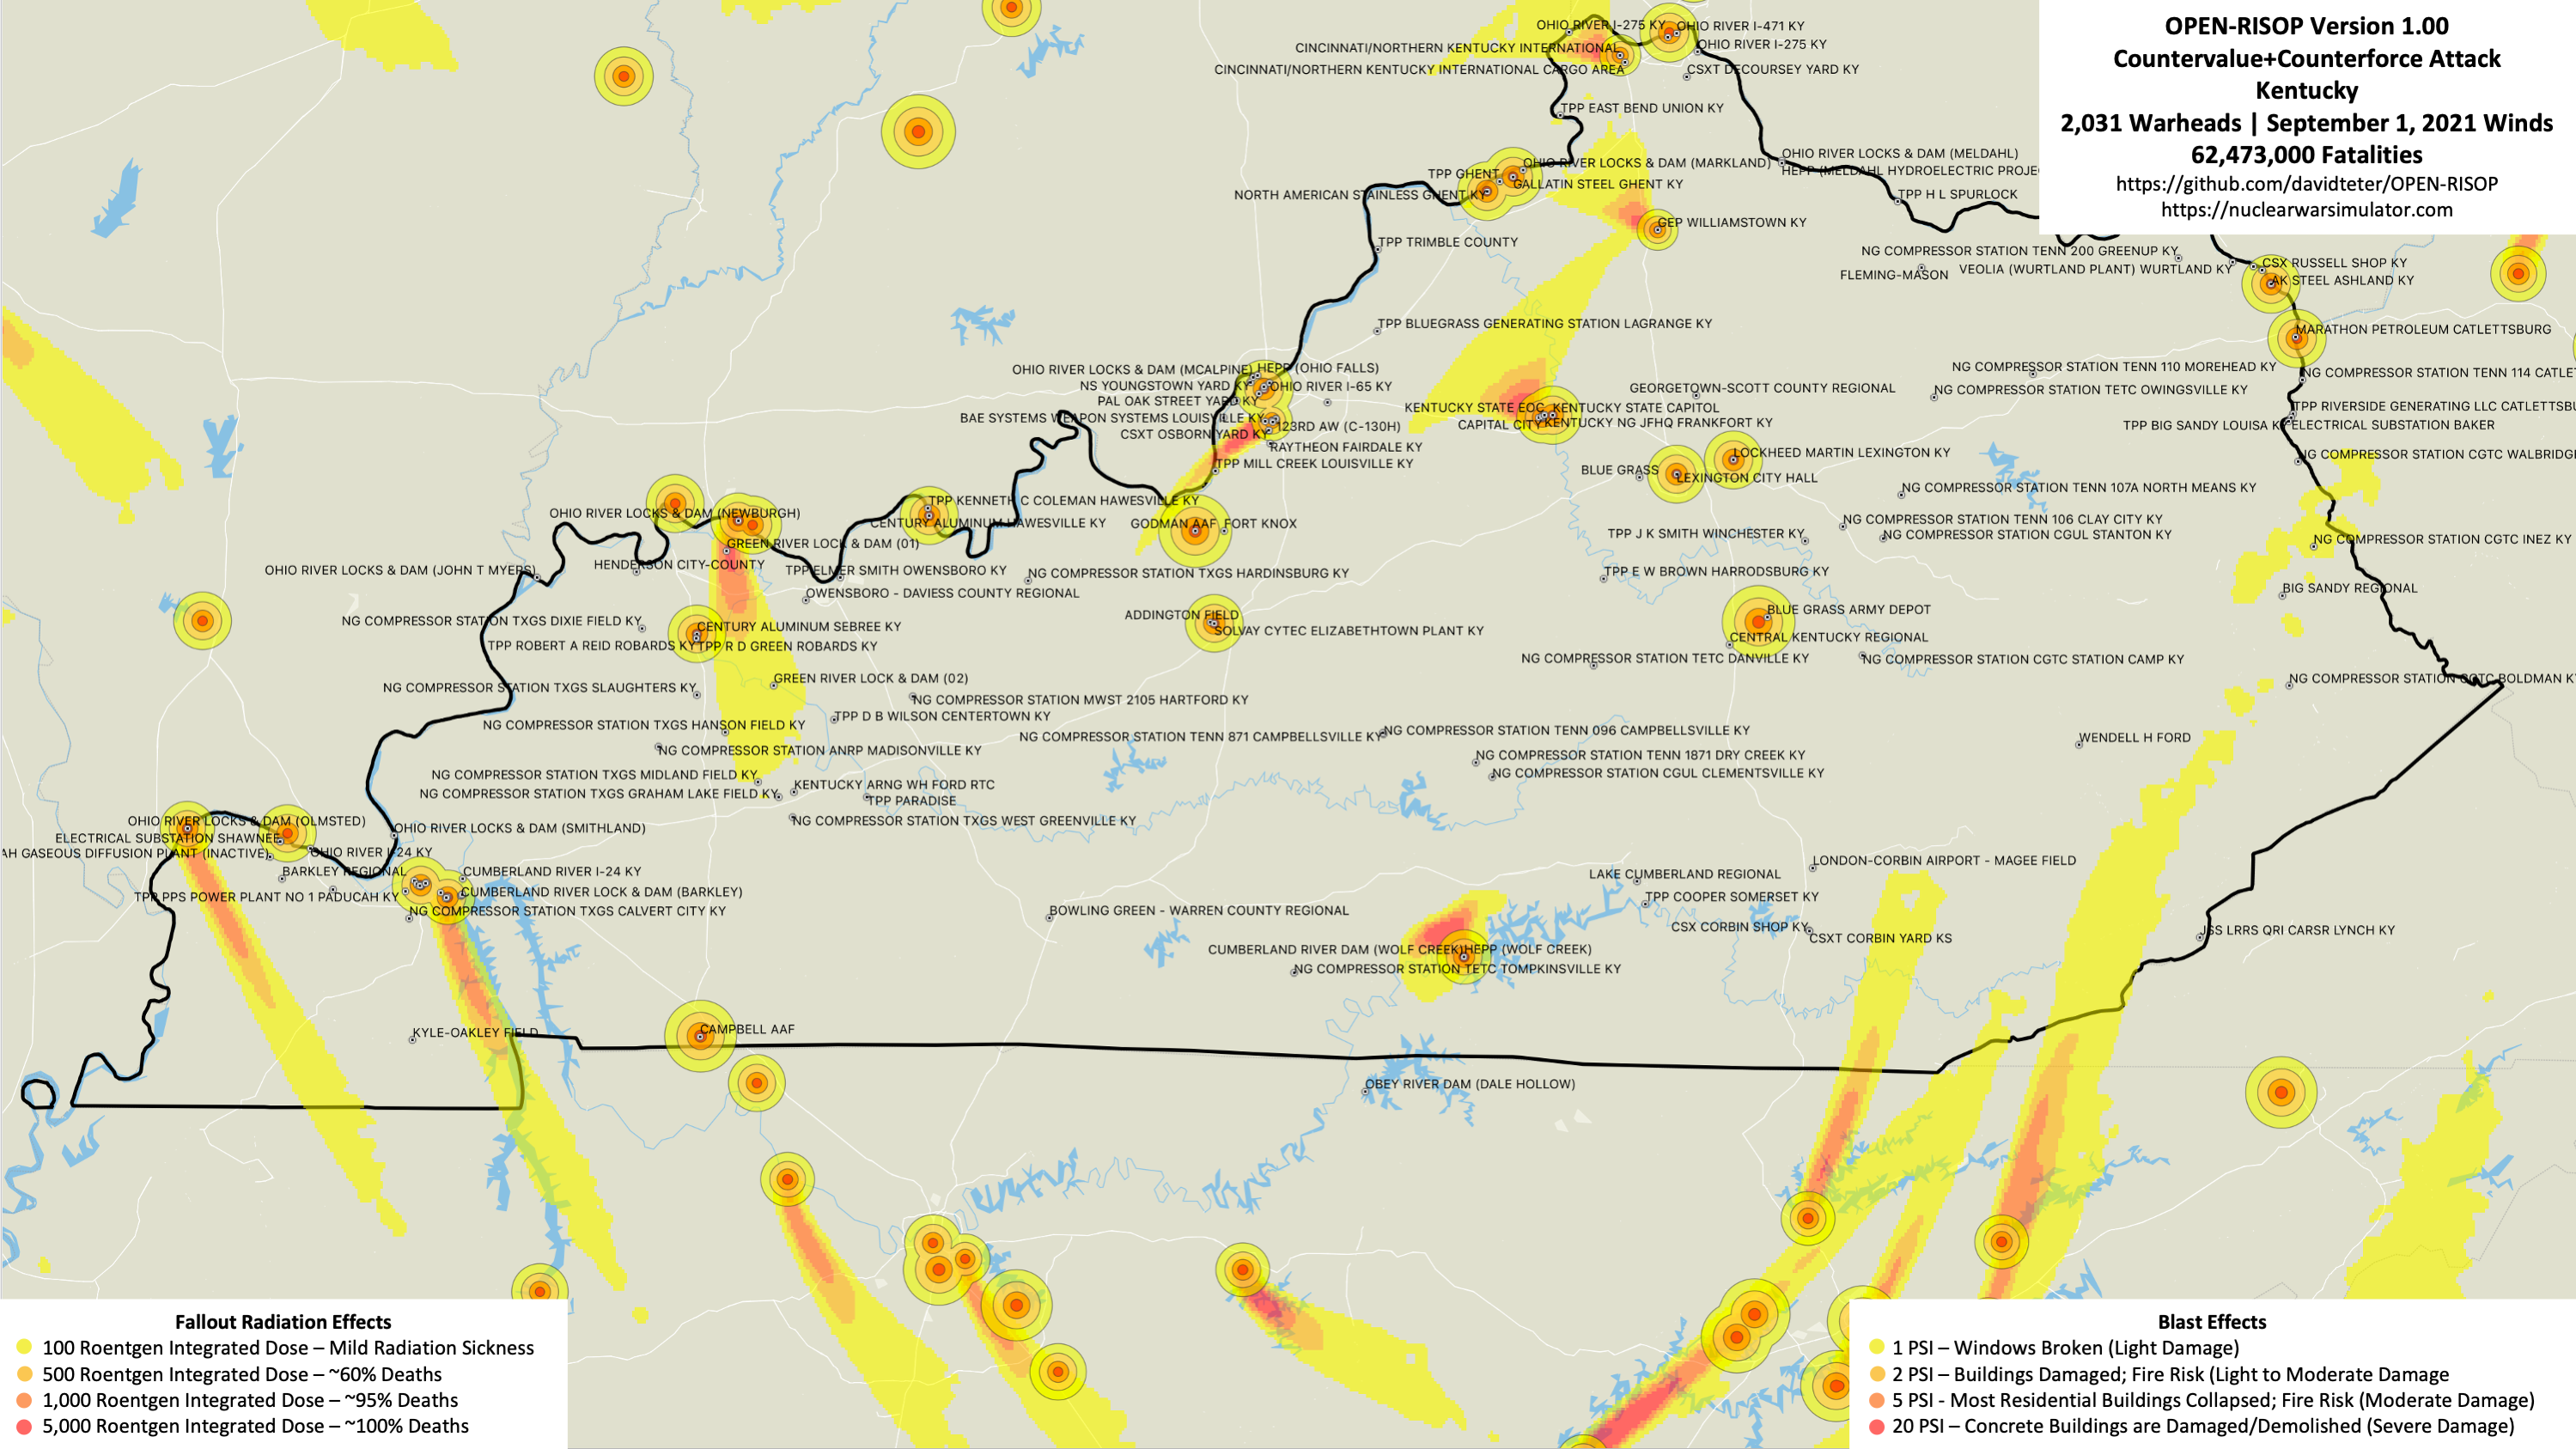 OPEN-RISOP Version 1.00
Countervalue+Counterforce Attack
Kentucky
2,031 Warheads | September 1, 2021 Winds
62,473,000 Fatalities
https://github.com/davidteter/OPEN-RISOP
https://nuclearwarsimulator.com
OHIO RIVER I-275 KY
OHIO RIVER I-471 KY
CINCINNATI/NORTHERN KENTUCKY INTERNATIONAL
OHIO RIVER I-275 KY
CINCINNATI/NORTHERN KENTUCKY INTERNATIONAL CARGO AREA
CSXT DECOURSEY YARD KY
TPP EAST BEND UNION KY
OHIO RIVER LOCKS & DAM (MELDAHL)
OHIO RIVER LOCKS & DAM (MARKLAND)
HEPP (MELDAHL HYDROELECTRIC PROJE
TPP GHENT
GALLATIN STEEL GHENT KY
NORTH AMERICAN STAINLESS GHENT KY
TPP H L SPURLOCK
GEP WILLIAMSTOWN KY
TPP TRIMBLE COUNTY
NG COMPRESSOR STATION TENN 200 GREENUP KY
CSX RUSSELL SHOP KY
FLEMING-MASON
VEOLIA (WURTLAND PLANT) WURTLAND KY
AK STEEL ASHLAND KY
TPP BLUEGRASS GENERATING STATION LAGRANGE KY
MARATHON PETROLEUM CATLETTSBURG
OHIO RIVER LOCKS & DAM (MCALPINE)
HEPP (OHIO FALLS)
NG COMPRESSOR STATION TENN 110 MOREHEAD KY
NG COMPRESSOR STATION TENN 114 CATLE
NS YOUNGSTOWN YARD KY
OHIO RIVER I-65 KY
GEORGETOWN-SCOTT COUNTY REGIONAL
NG COMPRESSOR STATION TETC OWINGSVILLE KY
PAL OAK STREET YARD KY
KENTUCKY STATE EOC
KENTUCKY STATE CAPITOL
TPP RIVERSIDE GENERATING LLC CATLETTSBU
BAE SYSTEMS WEAPON SYSTEMS LOUISVILLE KY
123RD AW (C-130H)
CAPITAL CITY
KENTUCKY NG JFHQ FRANKFORT KY
TPP BIG SANDY LOUISA KY
ELECTRICAL SUBSTATION BAKER
CSXT OSBORN YARD KY
RAYTHEON FAIRDALE KY
LOCKHEED MARTIN LEXINGTON KY
NG COMPRESSOR STATION CGTC WALBRIDG
TPP MILL CREEK LOUISVILLE KY
BLUE GRASS
LEXINGTON CITY HALL
NG COMPRESSOR STATION TENN 107A NORTH MEANS KY
TPP KENNETH C COLEMAN HAWESVILLE KY
OHIO RIVER LOCKS & DAM (NEWBURGH)
CENTURY ALUMINUM HAWESVILLE KY
GODMAN AAF
FORT KNOX
NG COMPRESSOR STATION TENN 106 CLAY CITY KY
TPP J K SMITH WINCHESTER KY
NG COMPRESSOR STATION CGUL STANTON KY
NG COMPRESSOR STATION CGTC INEZ KY
GREEN RIVER LOCK & DAM (01)
HENDERSON CITY-COUNTY
OHIO RIVER LOCKS & DAM (JOHN T MYERS)
TPP ELMER SMITH OWENSBORO KY
NG COMPRESSOR STATION TXGS HARDINSBURG KY
TPP E W BROWN HARRODSBURG KY
OWENSBORO - DAVIESS COUNTY REGIONAL
BIG SANDY REGIONAL
ADDINGTON FIELD
BLUE GRASS ARMY DEPOT
NG COMPRESSOR STATION TXGS DIXIE FIELD KY
CENTURY ALUMINUM SEBREE KY
SOLVAY CYTEC ELIZABETHTOWN PLANT KY
CENTRAL KENTUCKY REGIONAL
TPP ROBERT A REID ROBARDS KY
TPP R D GREEN ROBARDS KY
NG COMPRESSOR STATION TETC DANVILLE KY
NG COMPRESSOR STATION CGTC STATION CAMP KY
GREEN RIVER LOCK & DAM (02)
NG COMPRESSOR STATION CGTC BOLDMAN K
NG COMPRESSOR STATION TXGS SLAUGHTERS KY
NG COMPRESSOR STATION MWST 2105 HARTFORD KY
TPP D B WILSON CENTERTOWN KY
NG COMPRESSOR STATION TXGS HANSON FIELD KY
NG COMPRESSOR STATION TENN 871 CAMPBELLSVILLE KY
NG COMPRESSOR STATION TENN 096 CAMPBELLSVILLE KY
WENDELL H FORD
NG COMPRESSOR STATION ANRP MADISONVILLE KY
NG COMPRESSOR STATION TENN 1871 DRY CREEK KY
NG COMPRESSOR STATION TXGS MIDLAND FIELD KY
NG COMPRESSOR STATION CGUL CLEMENTSVILLE KY
KENTUCKY ARNG WH FORD RTC
NG COMPRESSOR STATION TXGS GRAHAM LAKE FIELD KY
TPP PARADISE
OHIO RIVER LOCKS & DAM (OLMSTED)
NG COMPRESSOR STATION TXGS WEST GREENVILLE KY
OHIO RIVER LOCKS & DAM (SMITHLAND)
ELECTRICAL SUBSTATION SHAWNEE
AH GASEOUS DIFFUSION PLANT (INACTIVE)
OHIO RIVER I-24 KY
LONDON-CORBIN AIRPORT - MAGEE FIELD
BARKLEY REGIONAL
CUMBERLAND RIVER I-24 KY
LAKE CUMBERLAND REGIONAL
CUMBERLAND RIVER LOCK & DAM (BARKLEY)
TPP PPS POWER PLANT NO 1 PADUCAH KY
TPP COOPER SOMERSET KY
NG COMPRESSOR STATION TXGS CALVERT CITY KY
BOWLING GREEN - WARREN COUNTY REGIONAL
CSX CORBIN SHOP KY
CSXT CORBIN YARD KS
JSS LRRS QRI CARSR LYNCH KY
CUMBERLAND RIVER DAM (WOLF CREEK)
HEPP (WOLF CREEK)
NG COMPRESSOR STATION TETC TOMPKINSVILLE KY
KYLE-OAKLEY FIELD
CAMPBELL AAF
OBEY RIVER DAM (DALE HOLLOW)
Fallout Radiation Effects
100 Roentgen Integrated Dose – Mild Radiation Sickness
500 Roentgen Integrated Dose – ~60% Deaths
1,000 Roentgen Integrated Dose – ~95% Deaths
5,000 Roentgen Integrated Dose – ~100% Deaths
Blast Effects
1 PSI – Windows Broken (Light Damage)
2 PSI – Buildings Damaged; Fire Risk (Light to Moderate Damage
5 PSI - Most Residential Buildings Collapsed; Fire Risk (Moderate Damage)
20 PSI – Concrete Buildings are Damaged/Demolished (Severe Damage)